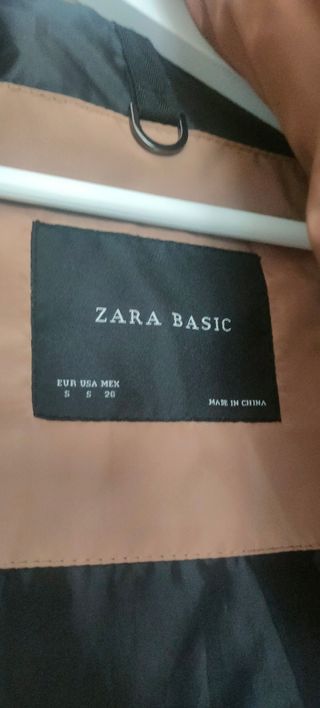 ZARA BASIC
EUR USA MEX
S S 26
MADE IN CHINA